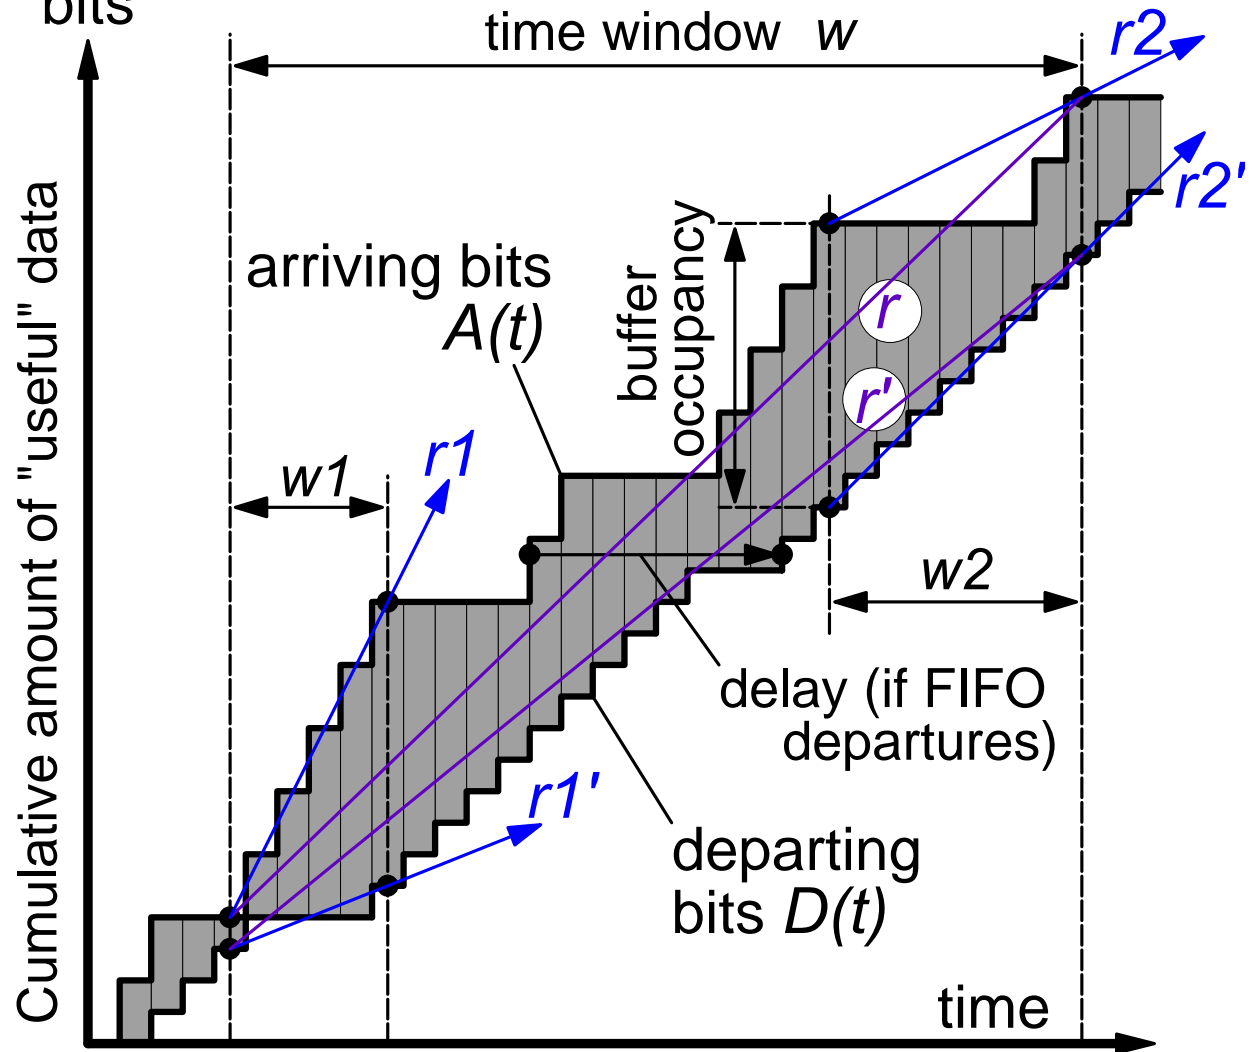 bits
time window w
r2
r2'
arriving bits
A(t)
buffer
occupancy
r
r'
r1
w1
w2
delay (if FIFO
departures)
r1'
departing
bits D(t)
time
Cumulative amount of "useful" data